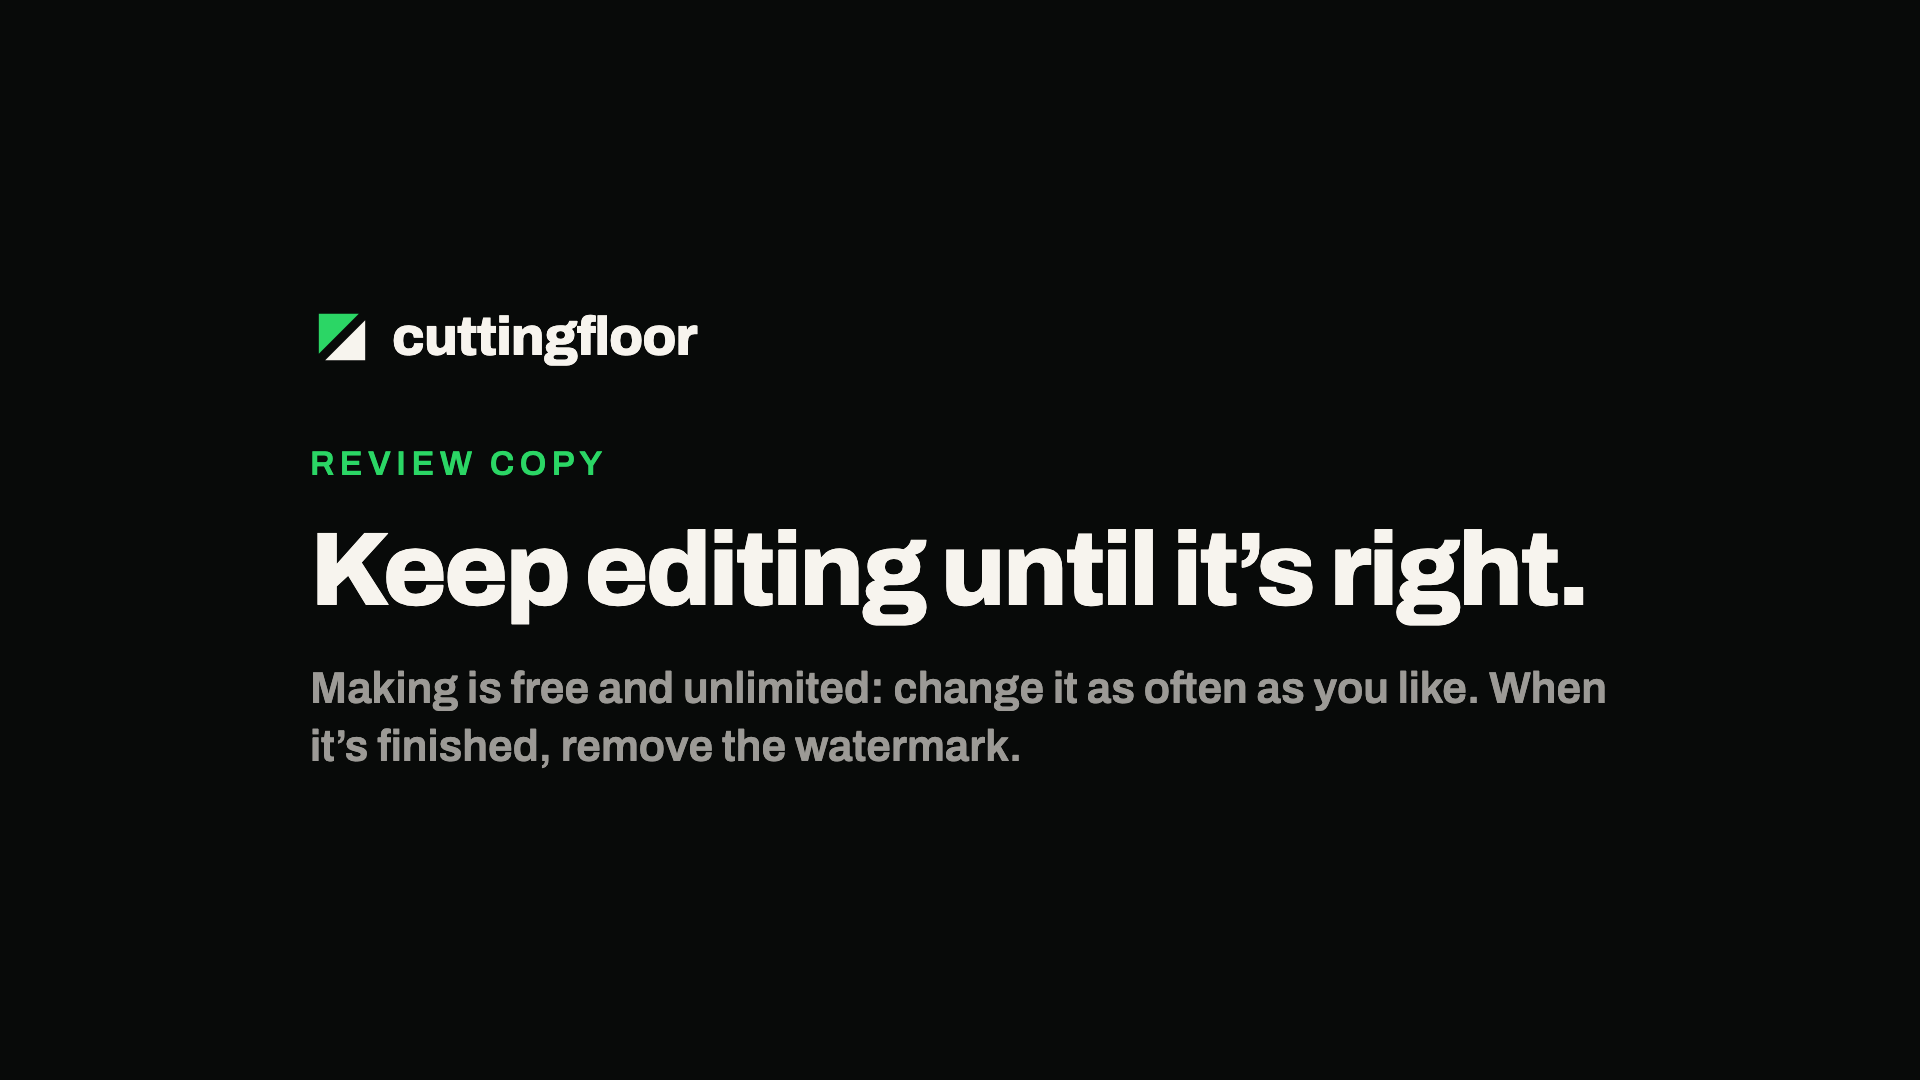 cuttingfloor
REVIEW COPY
Keep editing until it’s right.
Making is free and unlimited: change it as often as you like. When
it’s finished, remove the watermark.